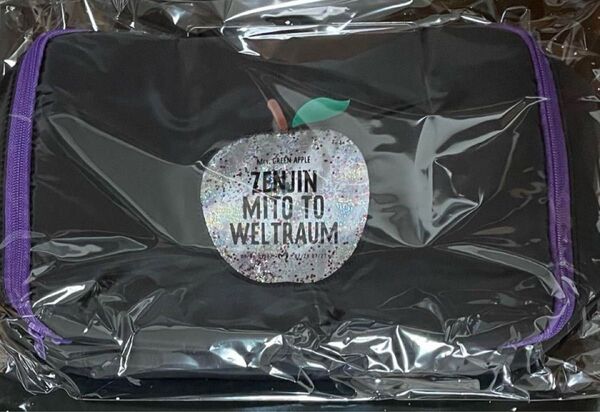 MRS. GREEN APPLE
ZENJIN
MITO TO
WELTRAUM